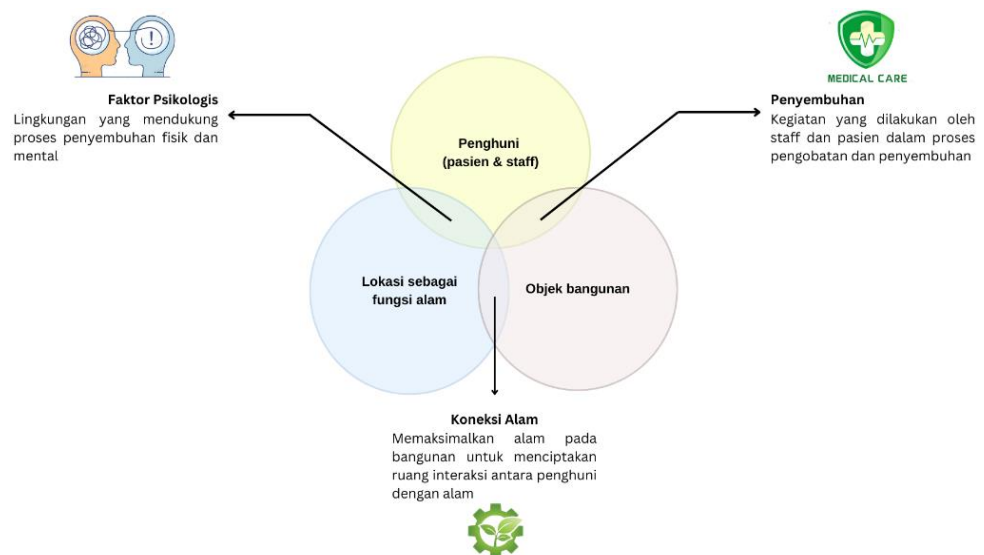 MEDICAL CARE
Faktor Psikologis
Lingkungan yang mendukung
proses penyembuhan fisik dan
mental
Penghuni
(pasien & staff)
Penyembuhan
Kegiatan yang dilakukan oleh
staff dan pasien dalam proses
pengobatan dan penyembuhan
Lokasi sebagai
fungsi alam
Objek bangunan
Koneksi Alam
Memaksimalkan alam pada
bangunan untuk menciptakan
ruang interaksi antara penghuni
dengan alam